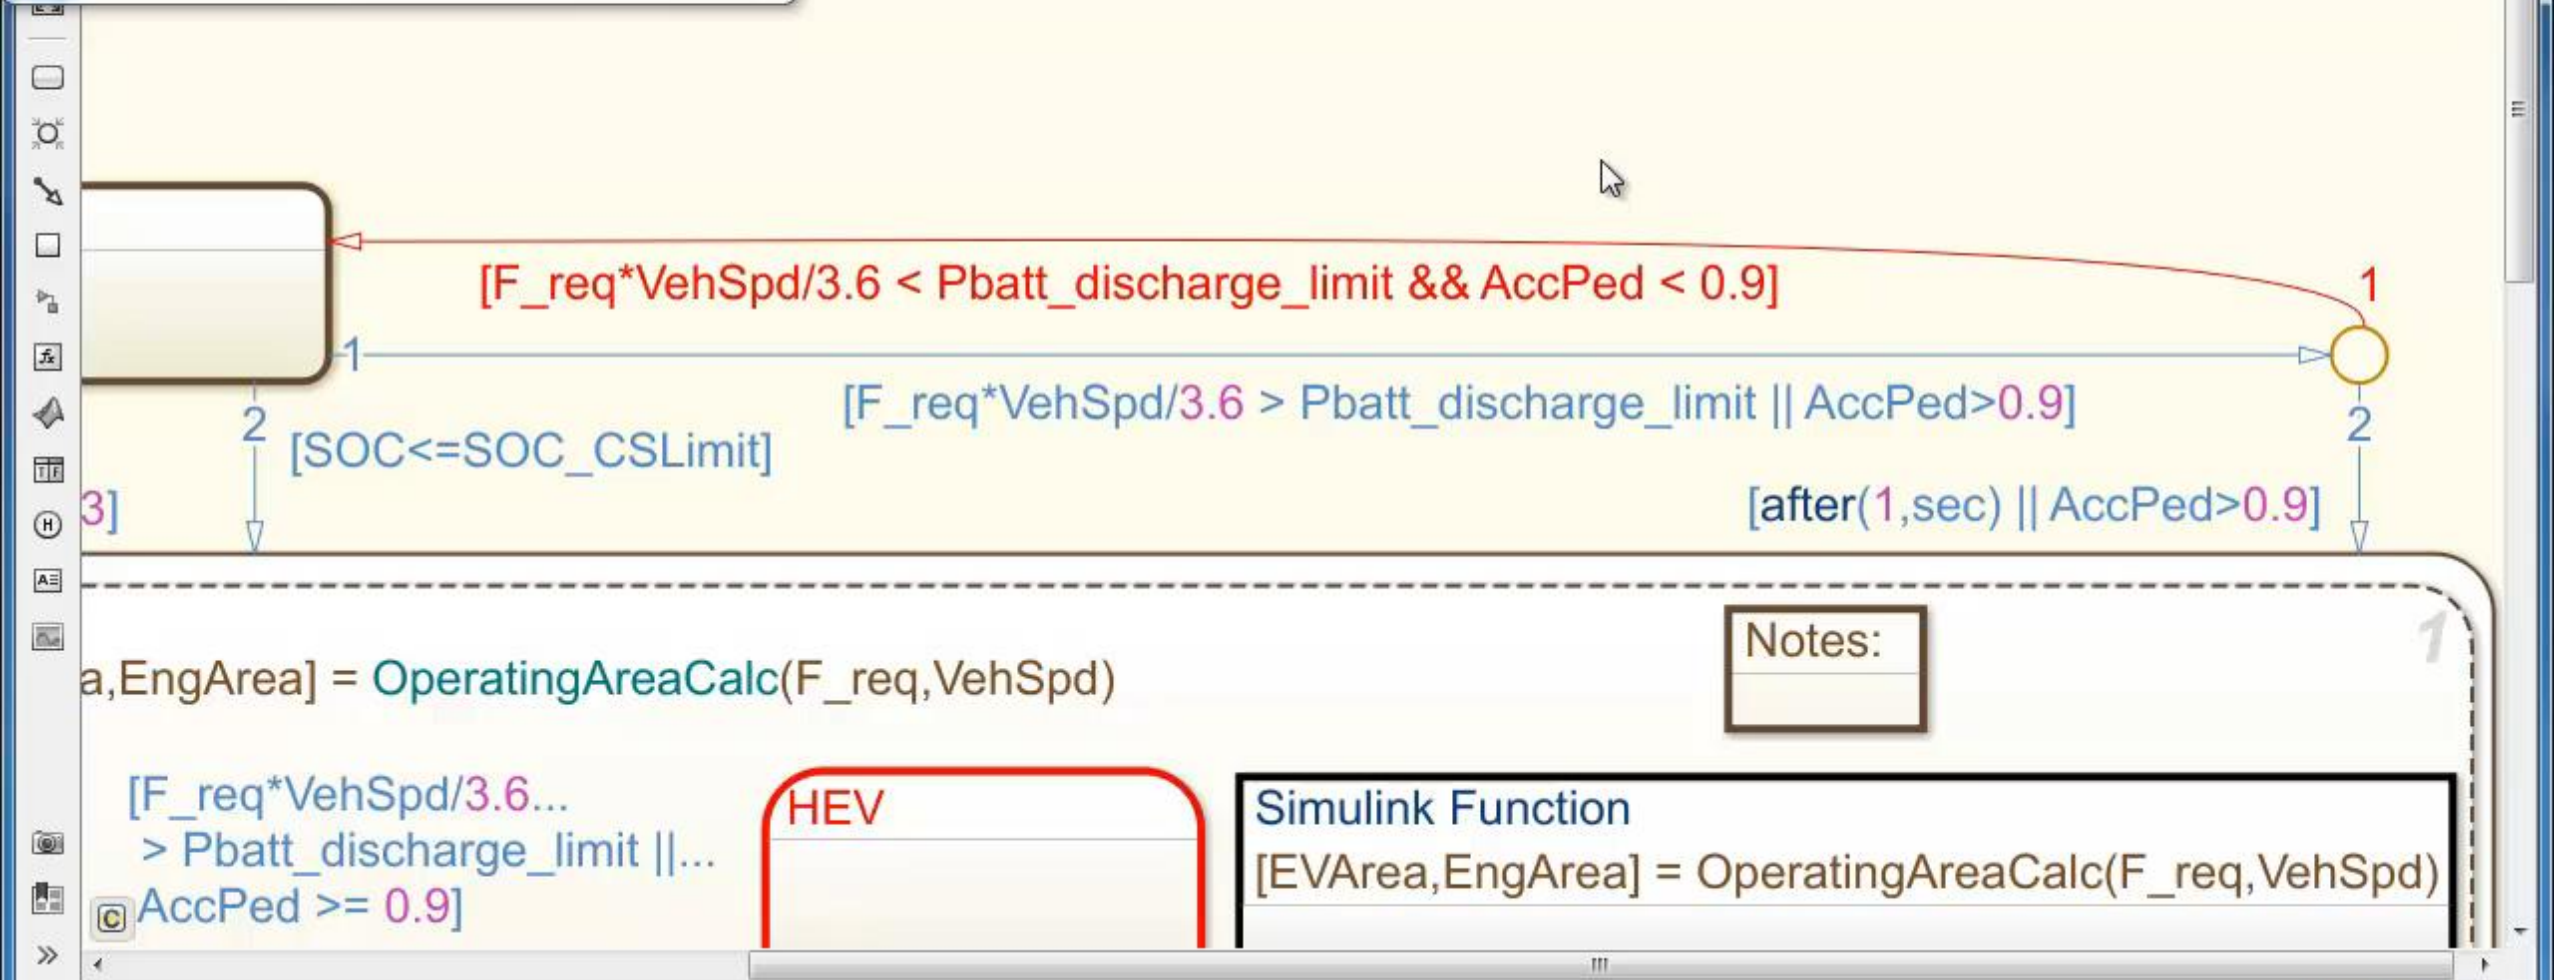 [F_req*VehSpd/3.6 < Pbatt_discharge_limit && AccPed < 0.9]
1
1
[F_req*VehSpd/3.6 > Pbatt_discharge_limit || AccPed>0.9]
2
[SOC<=SOC_CSLimit]
2
3]
[after(1,sec) || AccPed>0.9]
Notes:
1
a,EngArea] = OperatingAreaCalc(F_req,VehSpd)
[F_req*VehSpd/3.6...
> Pbatt_discharge_limit ||...
AccPed >= 0.9]
C
HEV
Simulink Function
[EVArea,EngArea] = OperatingAreaCalc(F_req,VehSpd)
fx
TF
H
A